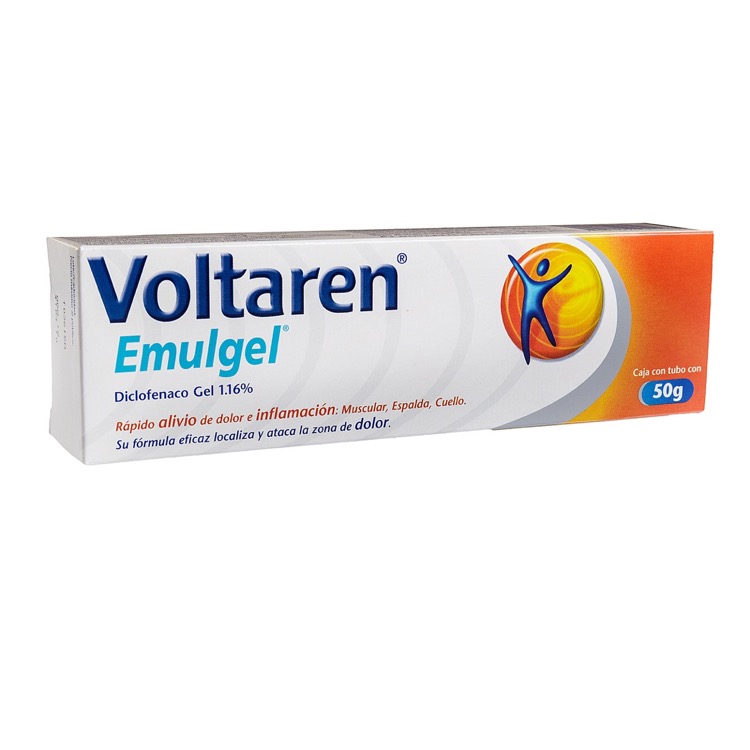 Voltaren®
Emulgel®
Diclofenaco Gel 1.16%
Rápido alivio de dolor e inflamación: Muscular, Espalda, Cuello.
Su fórmula eficaz localiza y ataca la zona de dolor.
Caja con tubo con
50g